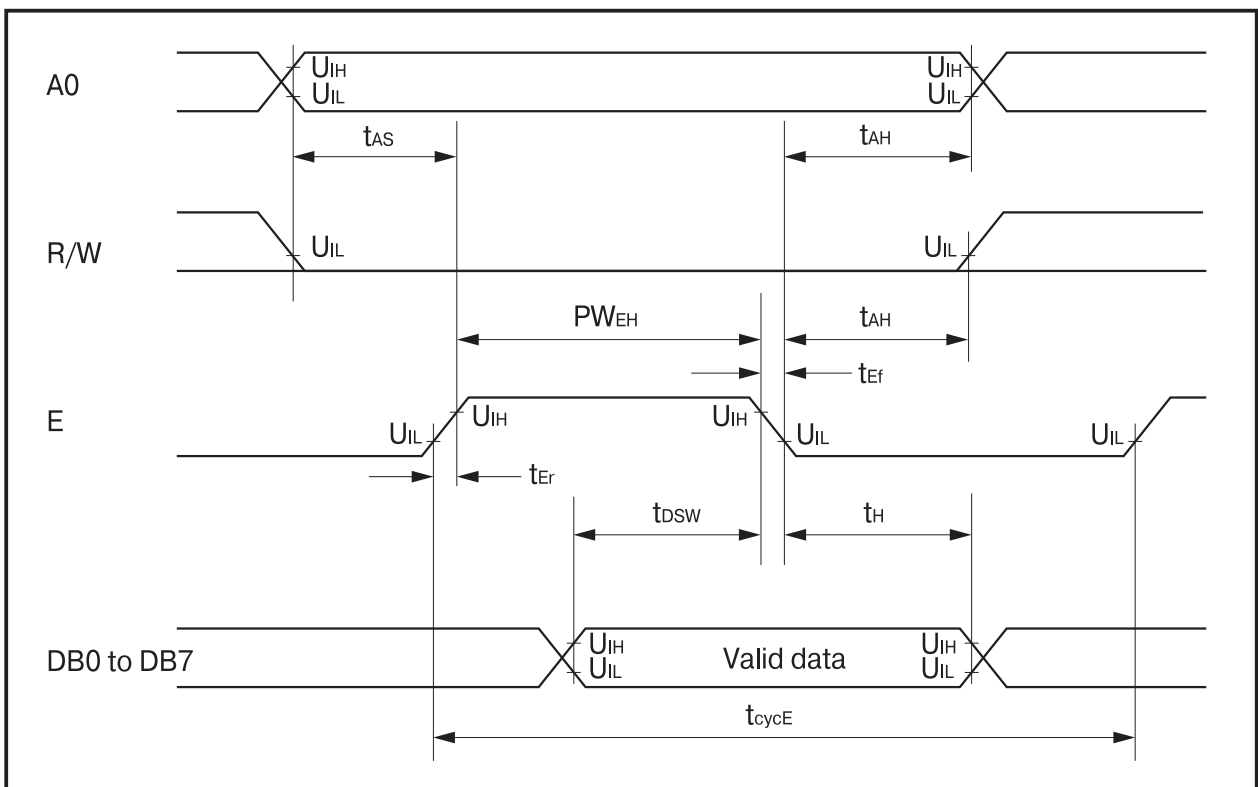 A0
UIH
UIL
UIH
UIL
tAS
tAH
R/W
UIL
UIL
PWEH
tAH
tEf
E
UIL
UIH
UIH
UIL
UIL
tEr
tDSW
tH
DB0 to DB7
UIH
UIL
Valid data
UIH
UIL
tcycE